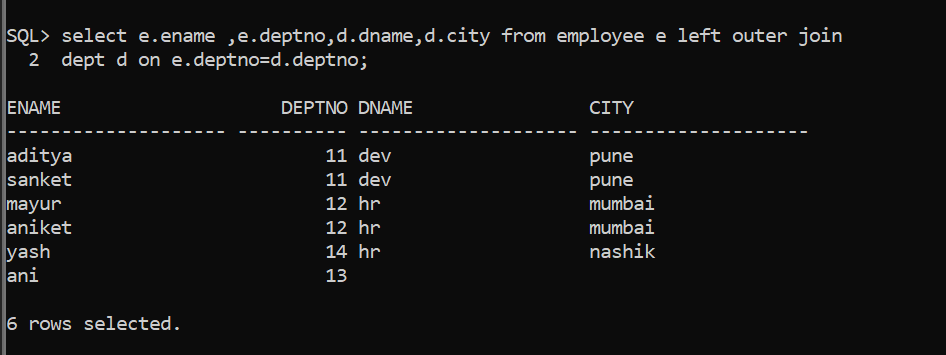 SQL> select e.ename ,e.deptno,d.dname,d.city from employee e left outer join
  2  dept d on e.deptno=d.deptno;
ENAME                    DEPTNO DNAME                CITY
-------------------- ---------- -------------------- --------------------
aditya                       11 dev                  pune
sanket                       11 dev                  pune
mayur                        12 hr                   mumbai
aniket                       12 hr                   mumbai
yash                         14 hr                   nashik
ani                          13
6 rows selected.